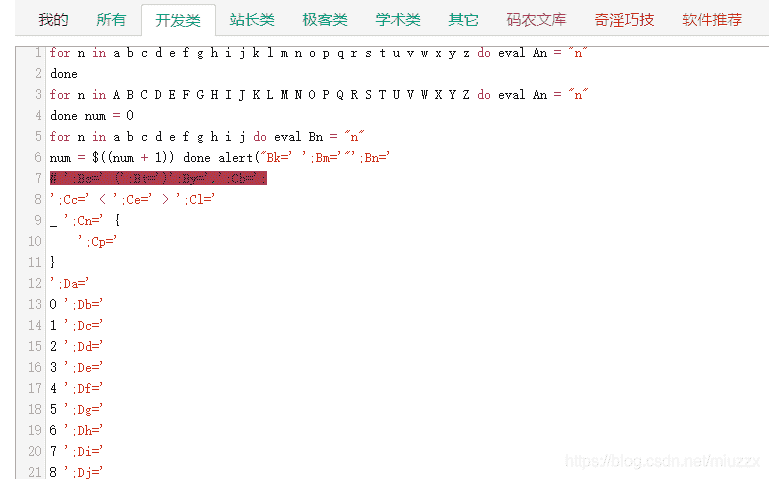 我的 所有 开发类 站长类 极客类 学术类 其它 码农文库 奇淫巧技 软件推荐
1 for n in a b c d e f g h i j k l m n o p q r s t u v w x y z do eval An = "n"
2 done
3 for n in A B C D E F G H I J K L M N O P Q R S T U V W X Y Z do eval An = "n"
4 done num = 0
5 for n in a b c d e f g h i j do eval Bn = "n"
6 num = $((num + 1)) done alert("Bk=' ';Bm='"';Bn='
7 # ';Bs=' (';Bt=')';By='.';Cb=';
8 ';Cc=' < ';Ce=' > ';Cl='
9 _ ';Cn=' {
10 ';Cp='
11 }
12 ';Da='
13 0 ';Db='
14 1 ';Dc='
15 2 ';Dd='
16 3 ';De='
17 4 ';Df='
18 5 ';Dg='
19 6 ';Dh='
20 7 ';Di='
21 8 ';Dj='
https://blog.csdn.net/miuzzx